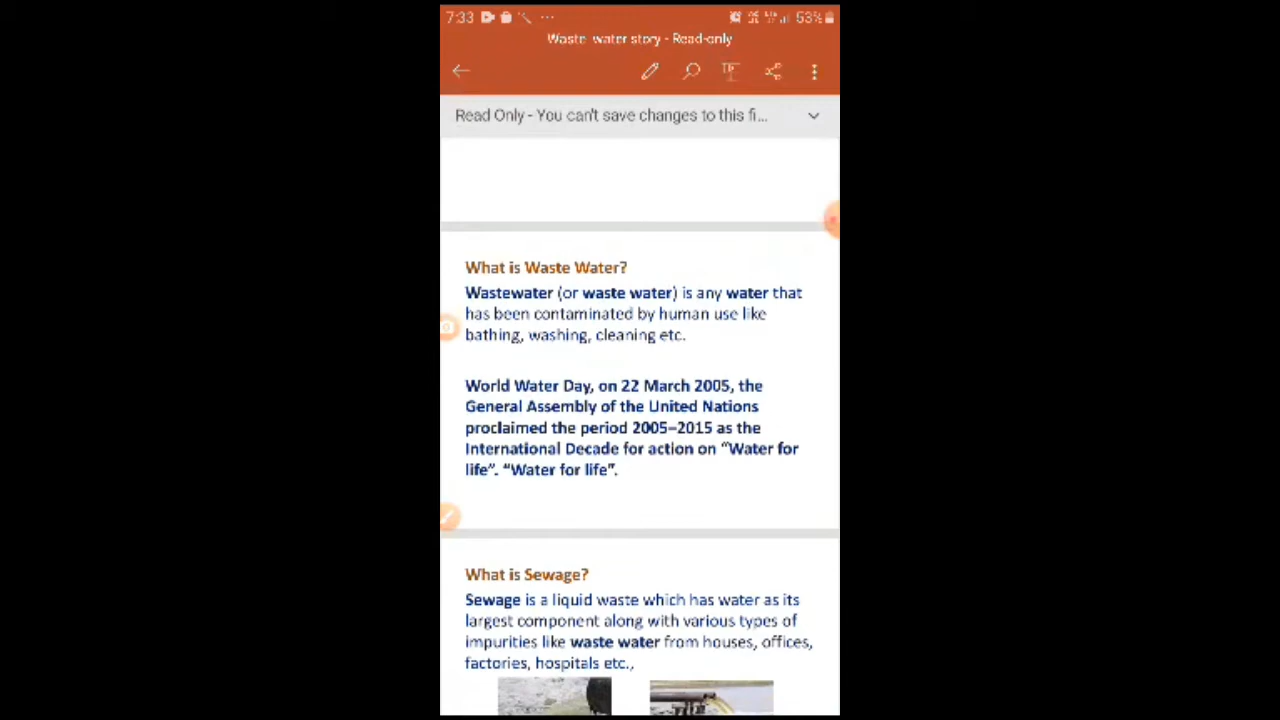 7:33 ... 53%
Waste water story - Read-only
Read Only - You can't save changes to this fi...
What is Waste Water?
Wastewater (or waste water) is any water that
has been contaminated by human use like
bathing, washing, cleaning etc.
World Water Day, on 22 March 2005, the
General Assembly of the United Nations
proclaimed the period 2005–2015 as the
International Decade for action on “Water for
life”. “Water for life”.
What is Sewage?
Sewage is a liquid waste which has water as its
largest component along with various types of
impurities like waste water from houses, offices,
factories, hospitals etc.,